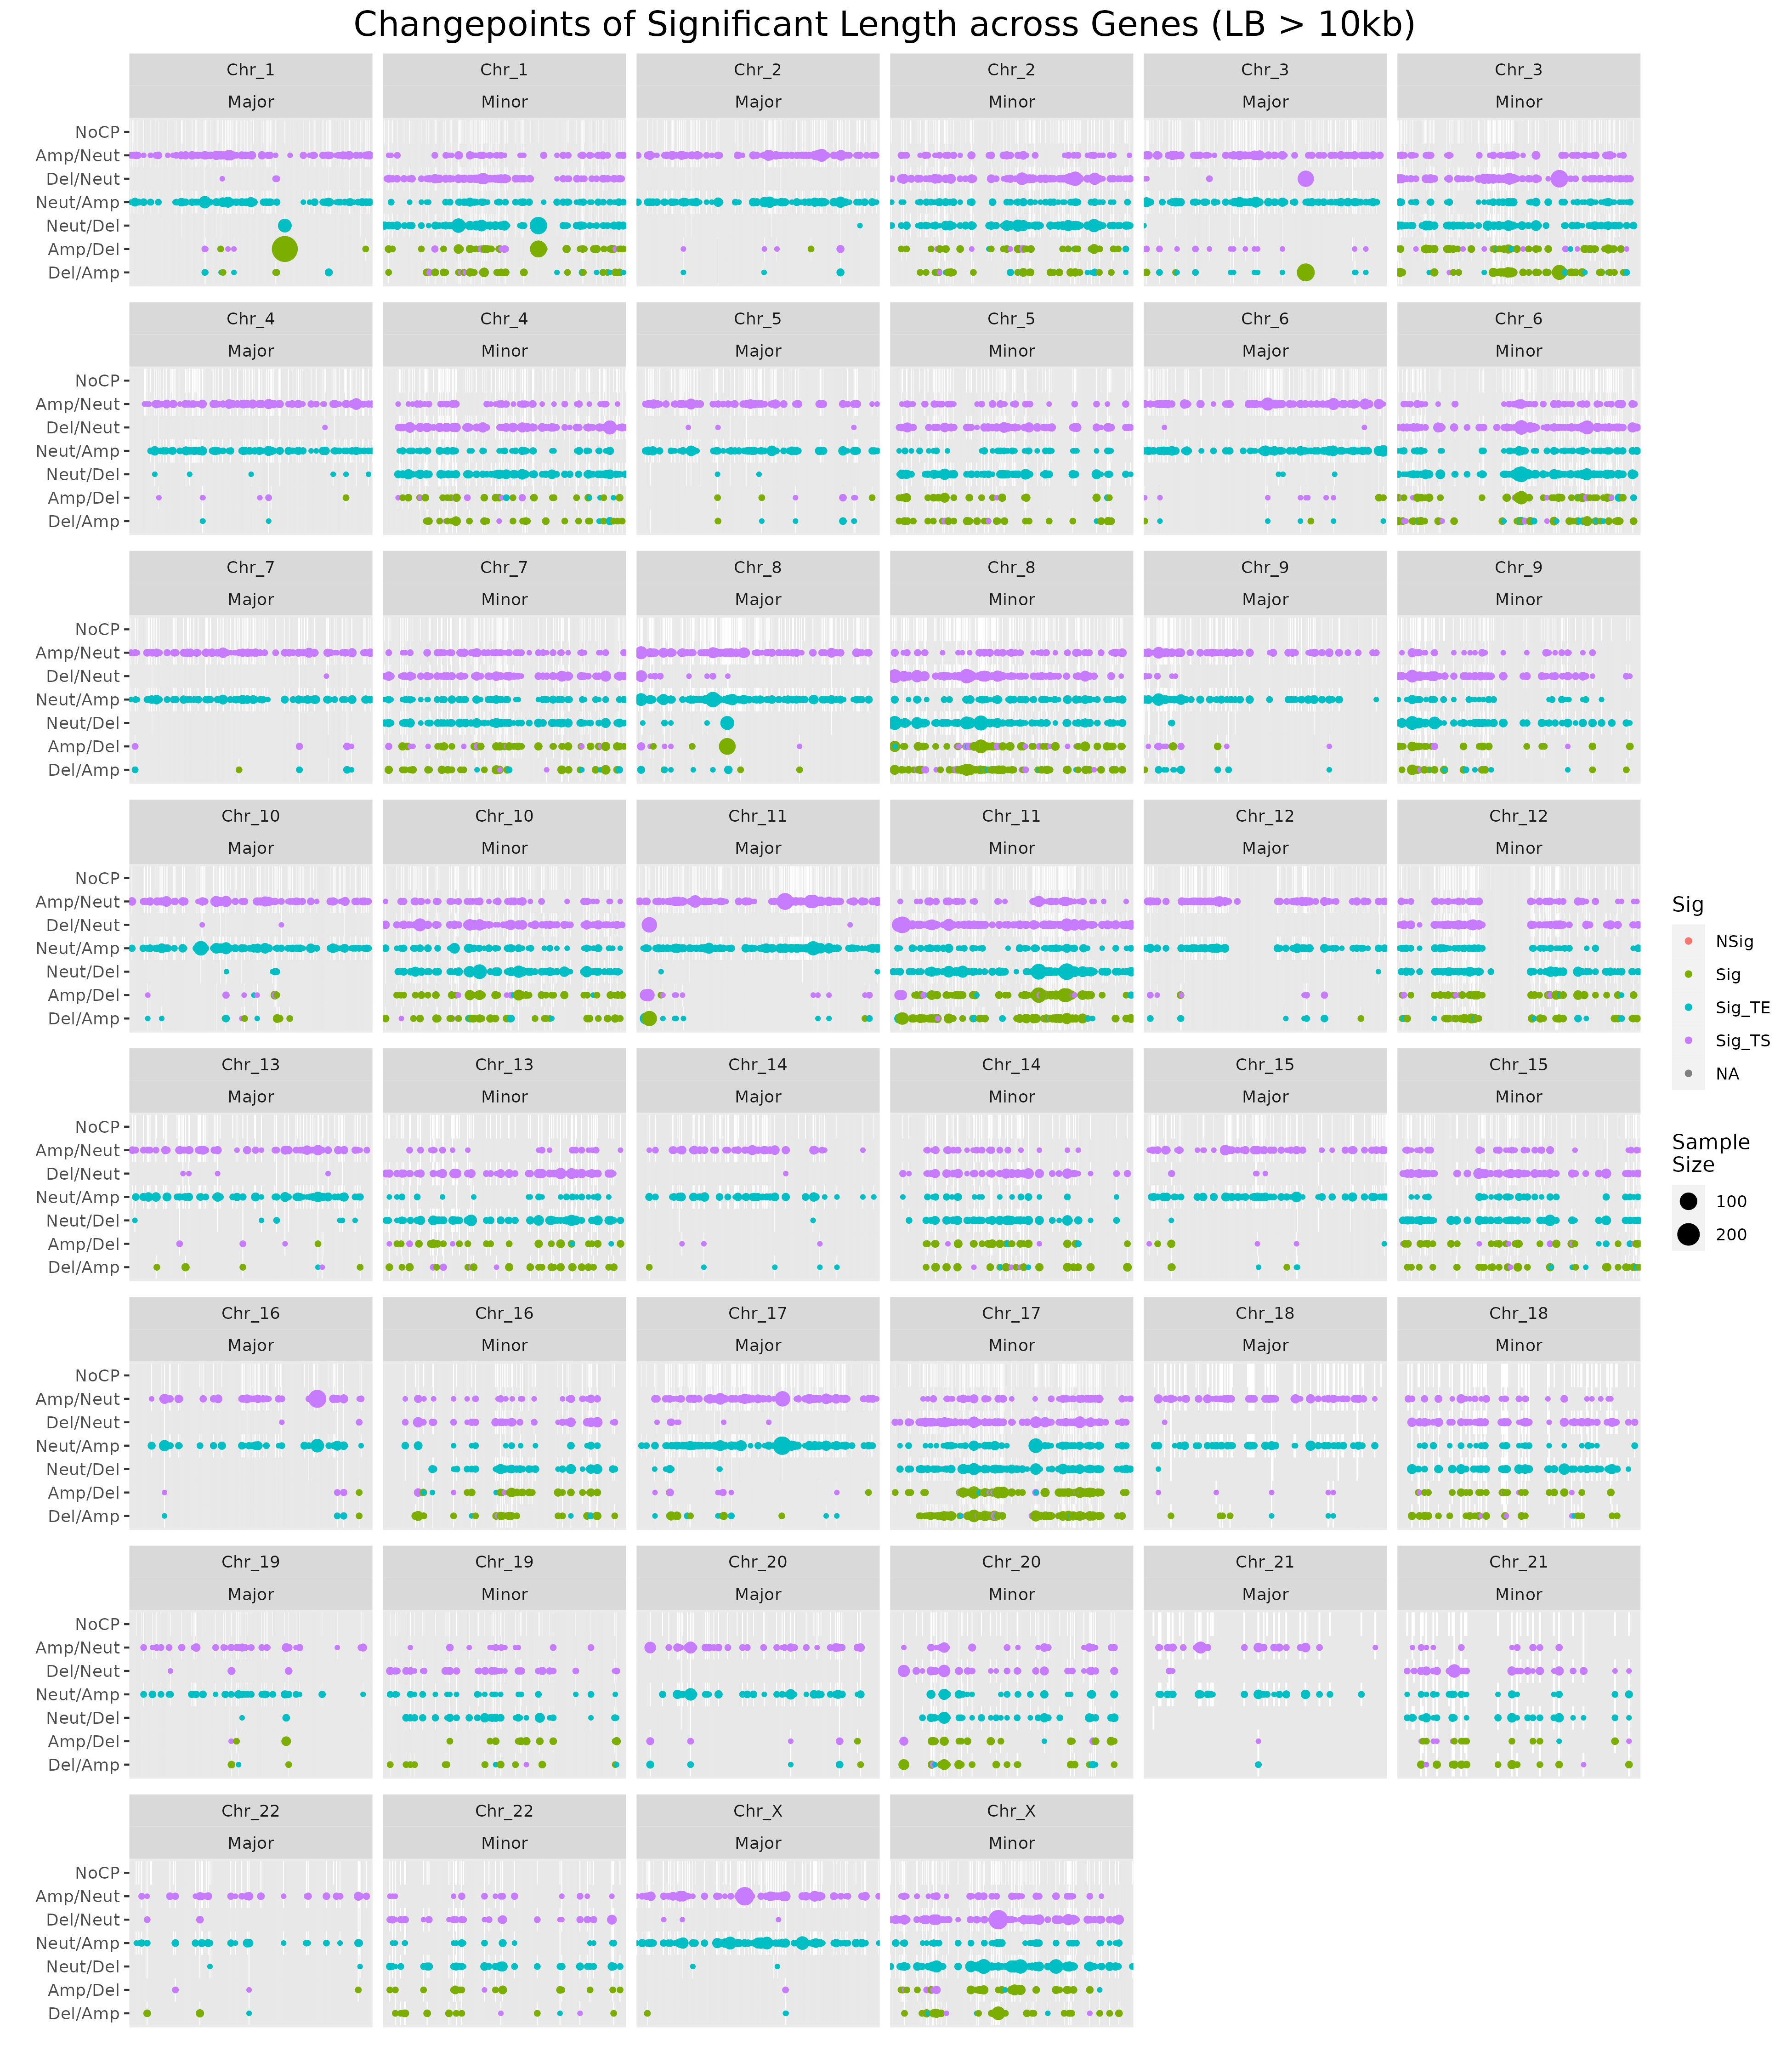 Changepoints of Significant Length across Genes (LB > 10kb)
Chr_1 Chr_1 Chr_2 Chr_2 Chr_3 Chr_3
Major Minor Major Minor Major Minor
NoCP
Amp/Neut
Del/Neut
Neut/Amp
Neut/Del
Amp/Del
Del/Amp
Chr_4 Chr_4 Chr_5 Chr_5 Chr_6 Chr_6
Major Minor Major Minor Major Minor
NoCP
Amp/Neut
Del/Neut
Neut/Amp
Neut/Del
Amp/Del
Del/Amp
Chr_7 Chr_7 Chr_8 Chr_8 Chr_9 Chr_9
Major Minor Major Minor Major Minor
NoCP
Amp/Neut
Del/Neut
Neut/Amp
Neut/Del
Amp/Del
Del/Amp
Chr_10 Chr_10 Chr_11 Chr_11 Chr_12 Chr_12
Major Minor Major Minor Major Minor
NoCP
Amp/Neut
Del/Neut
Neut/Amp
Neut/Del
Amp/Del
Del/Amp
Chr_13 Chr_13 Chr_14 Chr_14 Chr_15 Chr_15
Major Minor Major Minor Major Minor
NoCP
Amp/Neut
Del/Neut
Neut/Amp
Neut/Del
Amp/Del
Del/Amp
Chr_16 Chr_16 Chr_17 Chr_17 Chr_18 Chr_18
Major Minor Major Minor Major Minor
NoCP
Amp/Neut
Del/Neut
Neut/Amp
Neut/Del
Amp/Del
Del/Amp
Chr_19 Chr_19 Chr_20 Chr_20 Chr_21 Chr_21
Major Minor Major Minor Major Minor
NoCP
Amp/Neut
Del/Neut
Neut/Amp
Neut/Del
Amp/Del
Del/Amp
Chr_22 Chr_22 Chr_X Chr_X
Major Minor Major Minor
NoCP
Amp/Neut
Del/Neut
Neut/Amp
Neut/Del
Amp/Del
Del/Amp
Sig
NSig
Sig
Sig_TE
Sig_TS
NA
Sample
Size
100
200